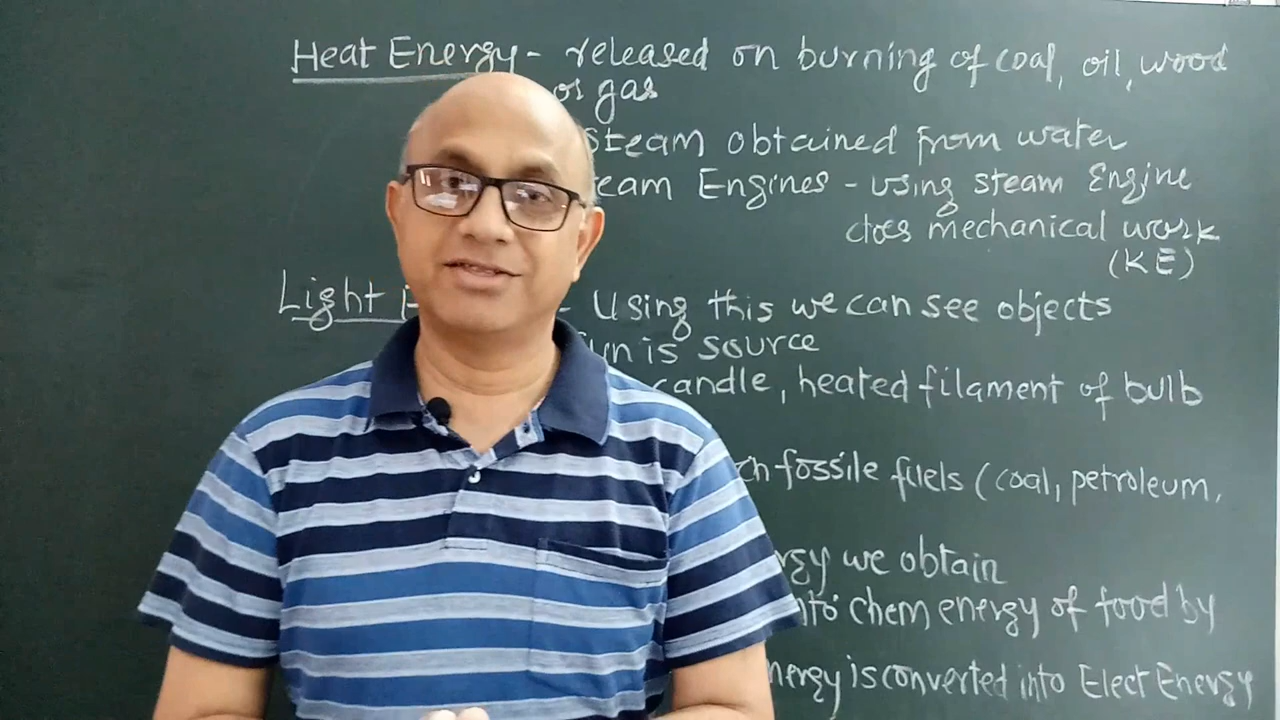 Heat Energy - released on burning of coal, oil, wood
or gas
Steam obtained from water
eam Engines - using steam Engine
does mechanical work
(KE)
Light - Using this we can see objects
un is source
candle, heated filament of bulb
ch fossile fuels (coal, petroleum,
rgy we obtain
nto chem energy of food by
nergy is converted into Elect Energy